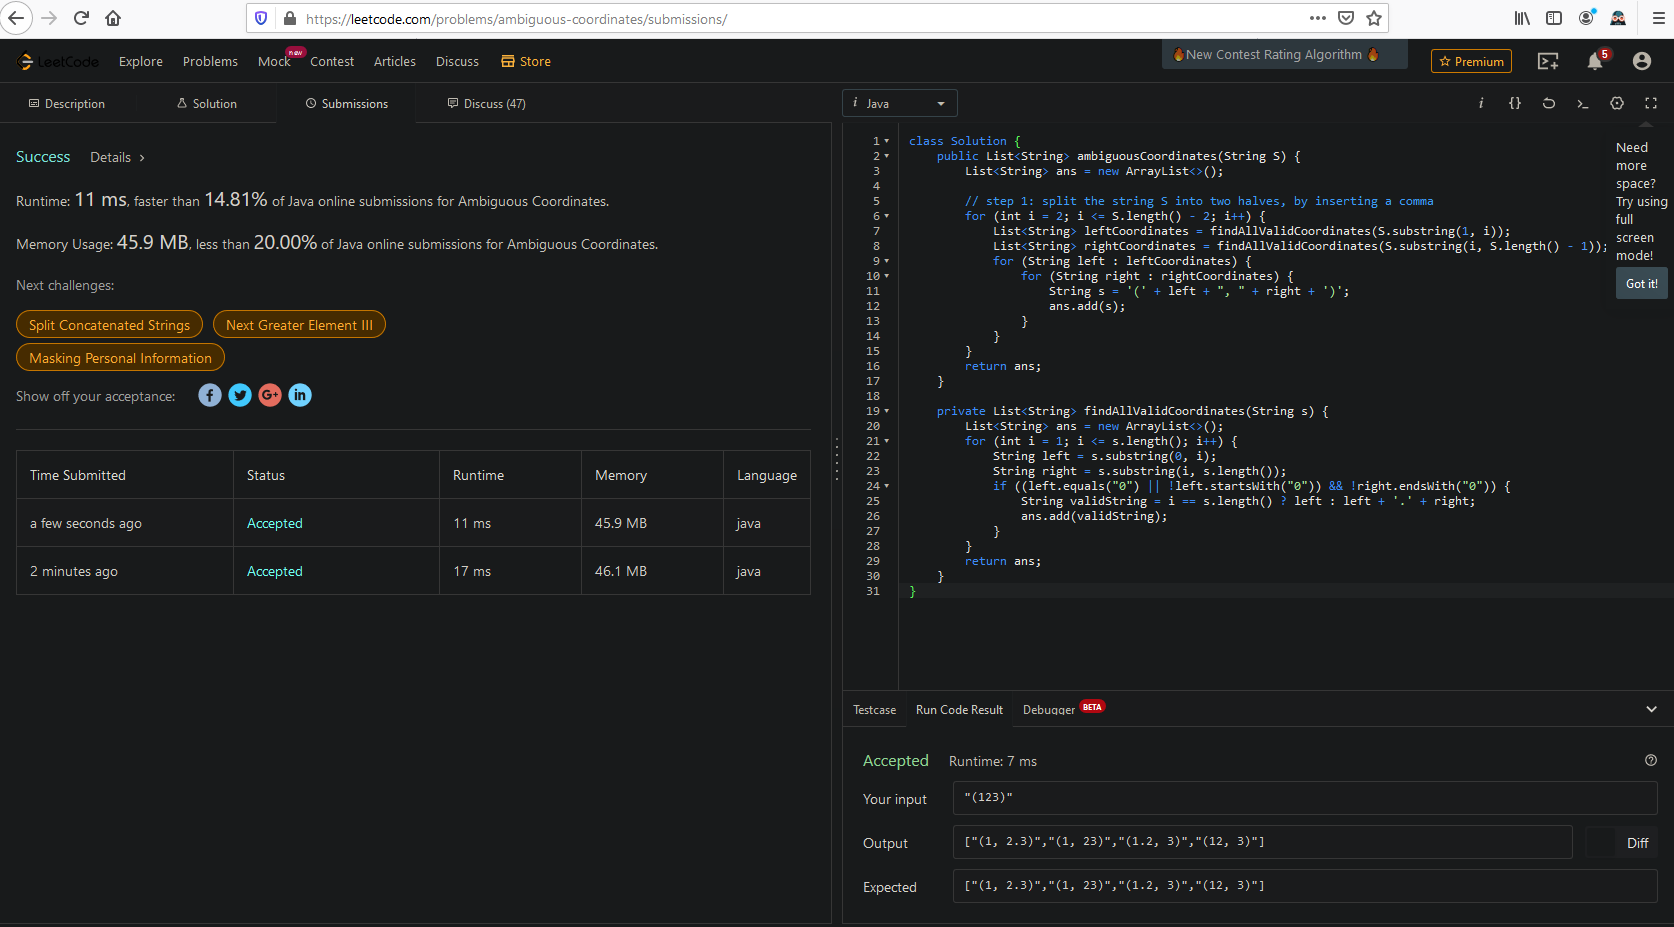 https://leetcode.com/problems/ambiguous-coordinates/submissions/
LeetCode Explore Problems Mock new Contest Articles Discuss Store
New Contest Rating Algorithm
Premium
5
Description Solution Submissions Discuss (47)
Success Details
Runtime: 11 ms, faster than 14.81% of Java online submissions for Ambiguous Coordinates.
Memory Usage: 45.9 MB, less than 20.00% of Java online submissions for Ambiguous Coordinates.
Next challenges:
Split Concatenated Strings Next Greater Element III
Masking Personal Information
Show off your acceptance: f G+ in
Time Submitted Status Runtime Memory Language
a few seconds ago Accepted 11 ms 45.9 MB java
2 minutes ago Accepted 17 ms 46.1 MB java
i Java
i {}
1 class Solution {
2 public List<String> ambiguousCoordinates(String S) {
3 List<String> ans = new ArrayList<>();
4
5 // step 1: split the string S into two halves, by inserting a comma
6 for (int i = 2; i <= S.length() - 2; i++) {
7 List<String> leftCoordinates = findAllValidCoordinates(S.substring(1, i));
8 List<String> rightCoordinates = findAllValidCoordinates(S.substring(i, S.length() - 1));
9 for (String left : leftCoordinates) {
10 for (String right : rightCoordinates) {
11 String s = '(' + left + ", " + right + ')';
12 ans.add(s);
13 }
14 }
15 }
16 return ans;
17 }
18
19 private List<String> findAllValidCoordinates(String s) {
20 List<String> ans = new ArrayList<>();
21 for (int i = 1; i <= s.length(); i++) {
22 String left = s.substring(0, i);
23 String right = s.substring(i, s.length());
24 if ((left.equals("0") || !left.startsWith("0")) && !right.endsWith("0")) {
25 String validString = i == s.length() ? left : left + '.' + right;
26 ans.add(validString);
27 }
28 }
29 return ans;
30 }
31 }
Need
more
space?
Try using
full
screen
mode!
Got it!
Testcase Run Code Result Debugger BETA
Accepted Runtime: 7 ms
Your input "(123)"
Output ["(1, 2.3)","(1, 23)","(1.2, 3)","(12, 3)"] Diff
Expected ["(1, 2.3)","(1, 23)","(1.2, 3)","(12, 3)"]